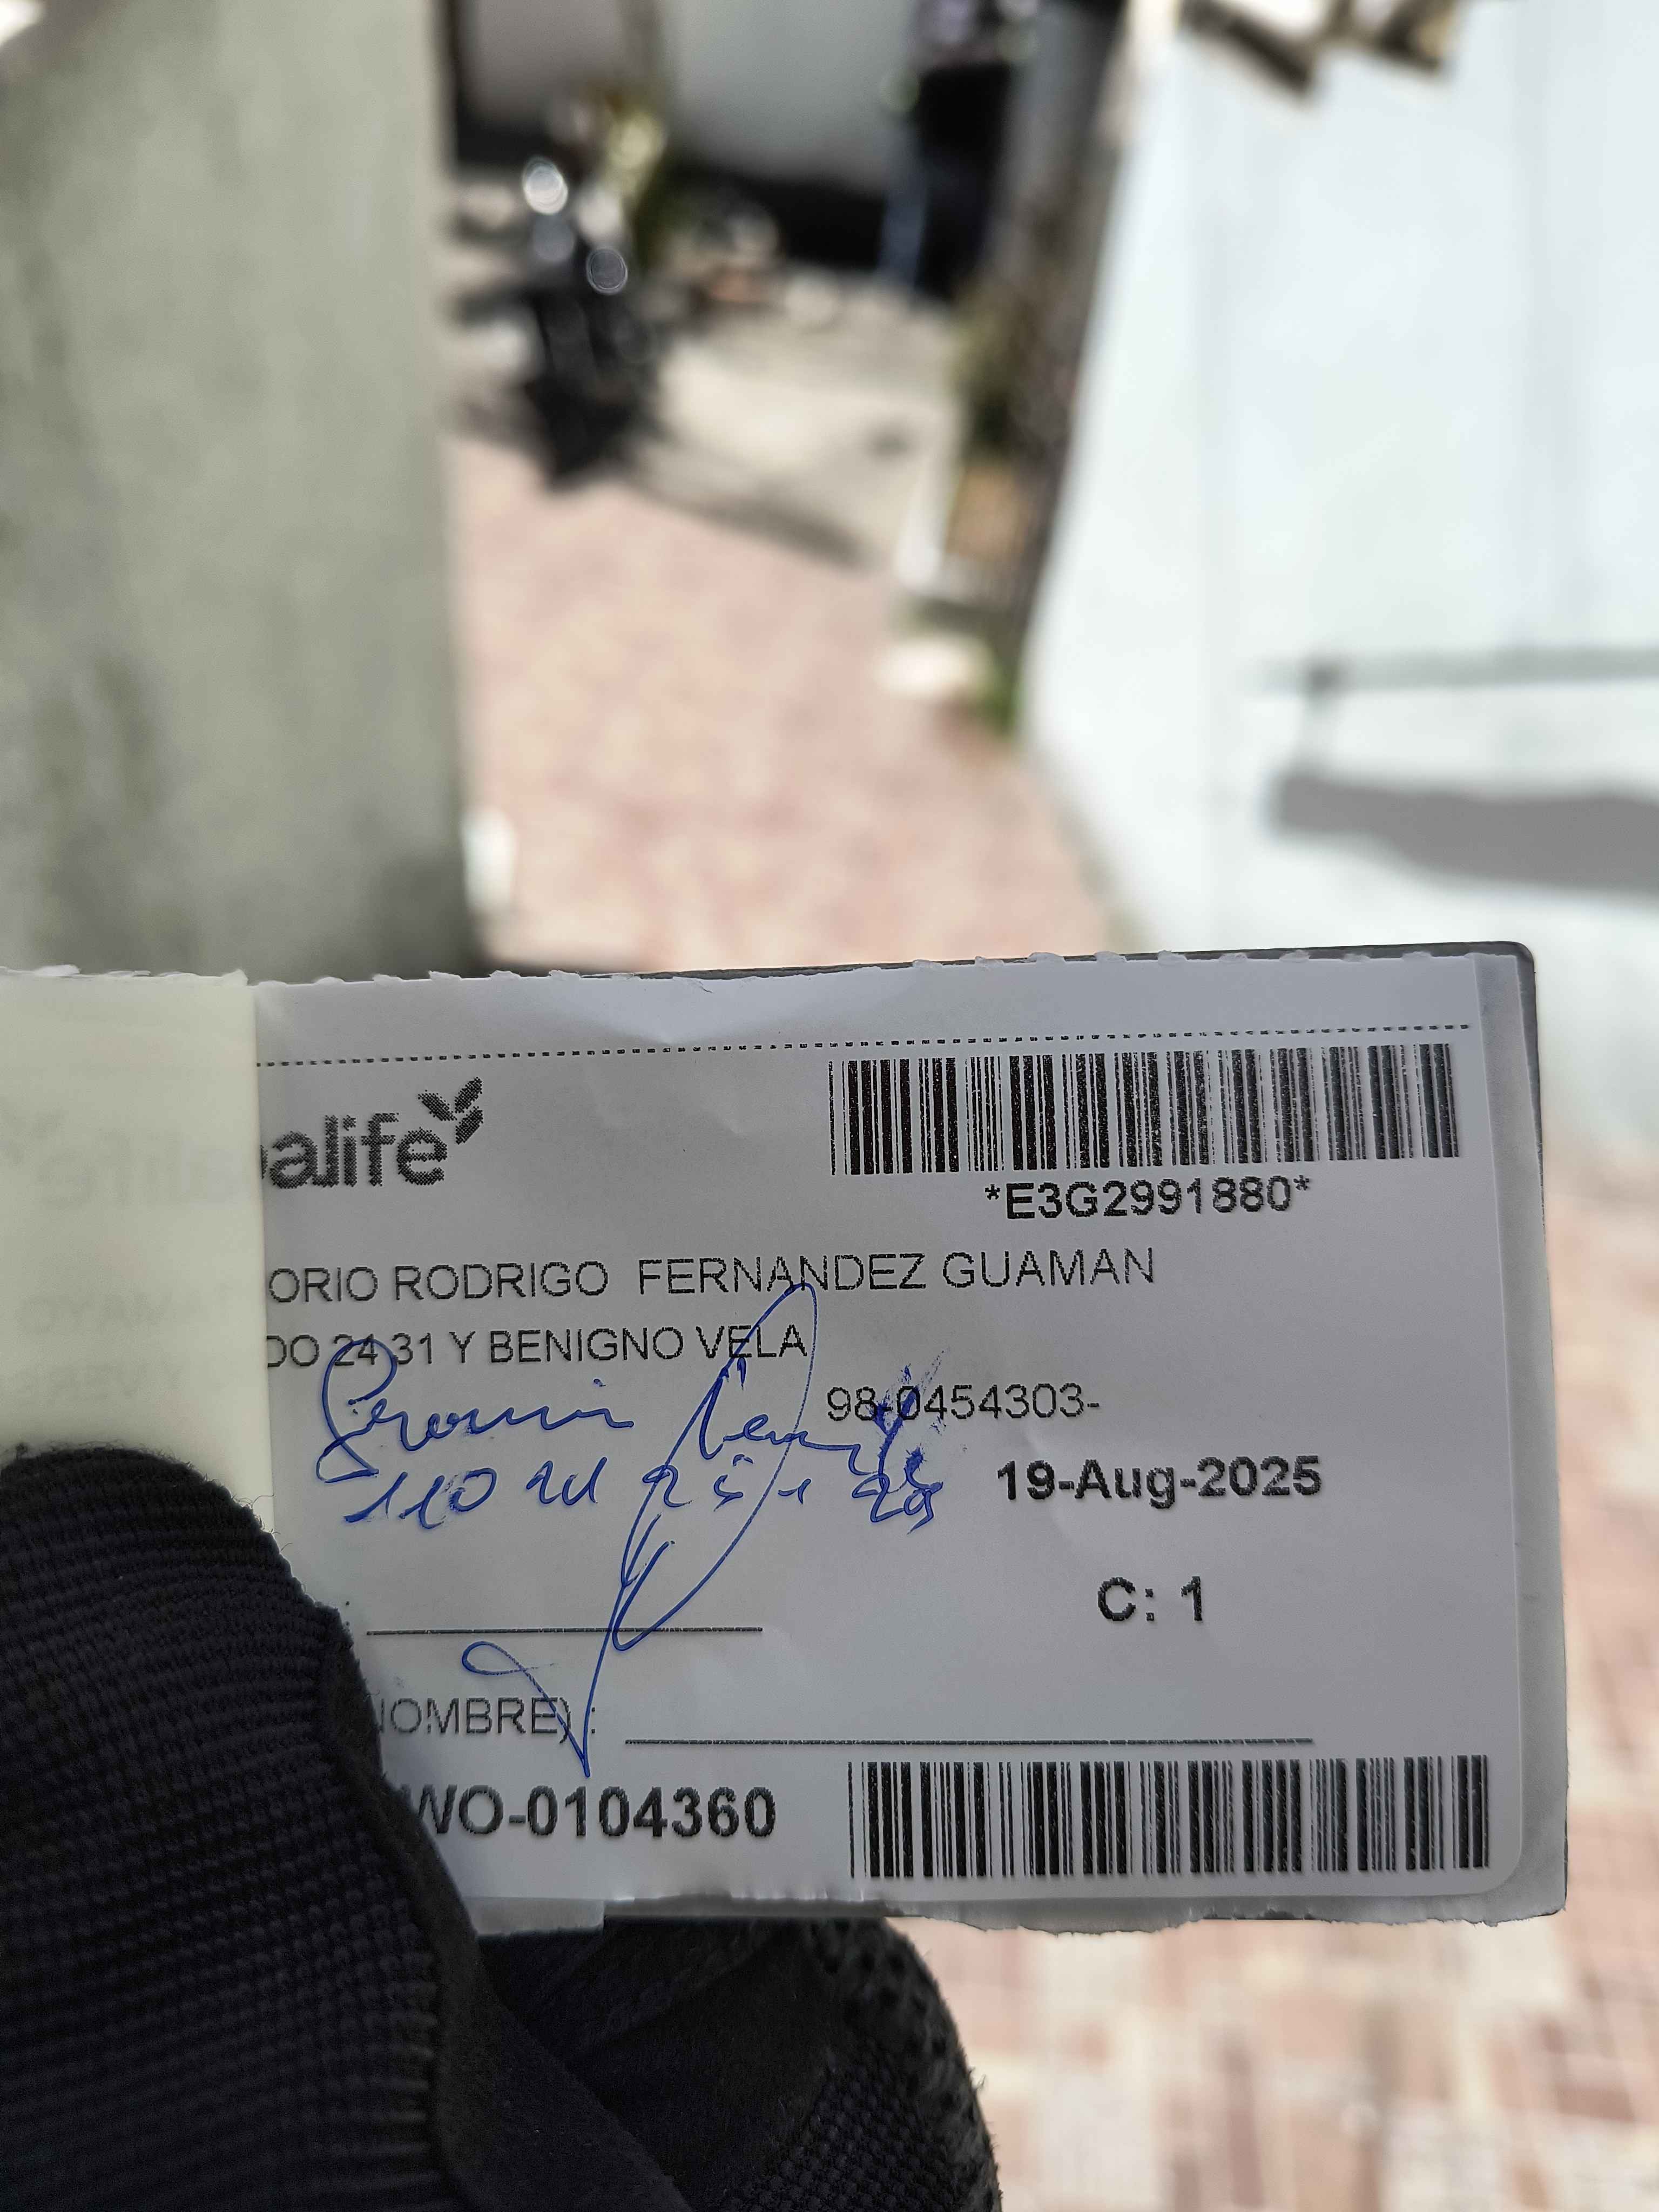 alife
*E3G2991880*
ORIO RODRIGO FERNANDEZ GUAMAN
DO 24 31 Y BENIGNO VELA
98-0454303-
19-Aug-2025
C: 1
NOMBRE) :
WO-0104360